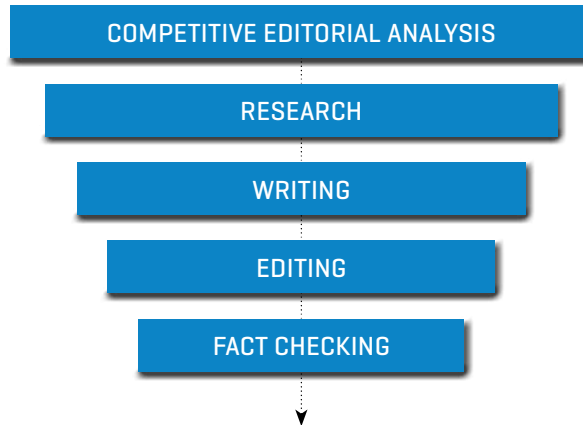 COMPETITIVE EDITORIAL ANALYSIS
RESEARCH
WRITING
EDITING
FACT CHECKING